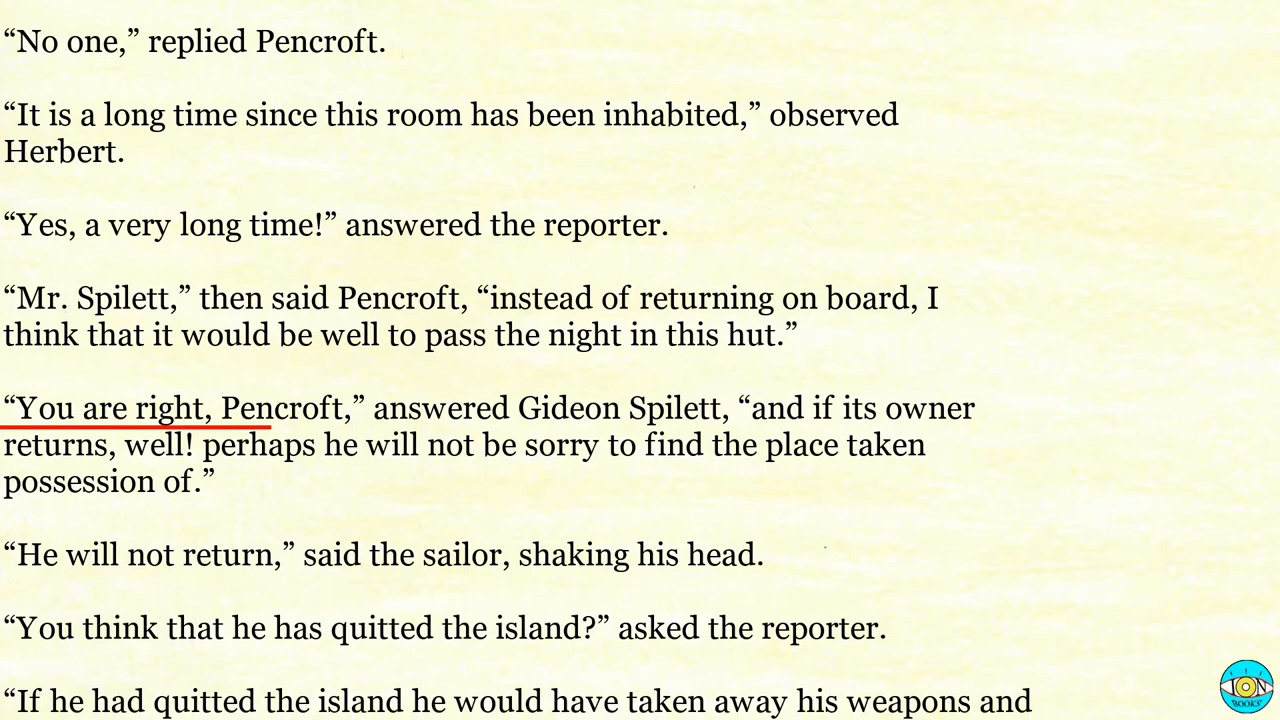 “No one,” replied Pencroft.
“It is a long time since this room has been inhabited,” observed
Herbert.
“Yes, a very long time!” answered the reporter.
“Mr. Spilett,” then said Pencroft, “instead of returning on board, I
think that it would be well to pass the night in this hut.”
“You are right, Pencroft,” answered Gideon Spilett, “and if its owner
returns, well! perhaps he will not be sorry to find the place taken
possession of.”
“He will not return,” said the sailor, shaking his head.
“You think that he has quitted the island?” asked the reporter.
“If he had quitted the island he would have taken away his weapons and
ION
BOOKS